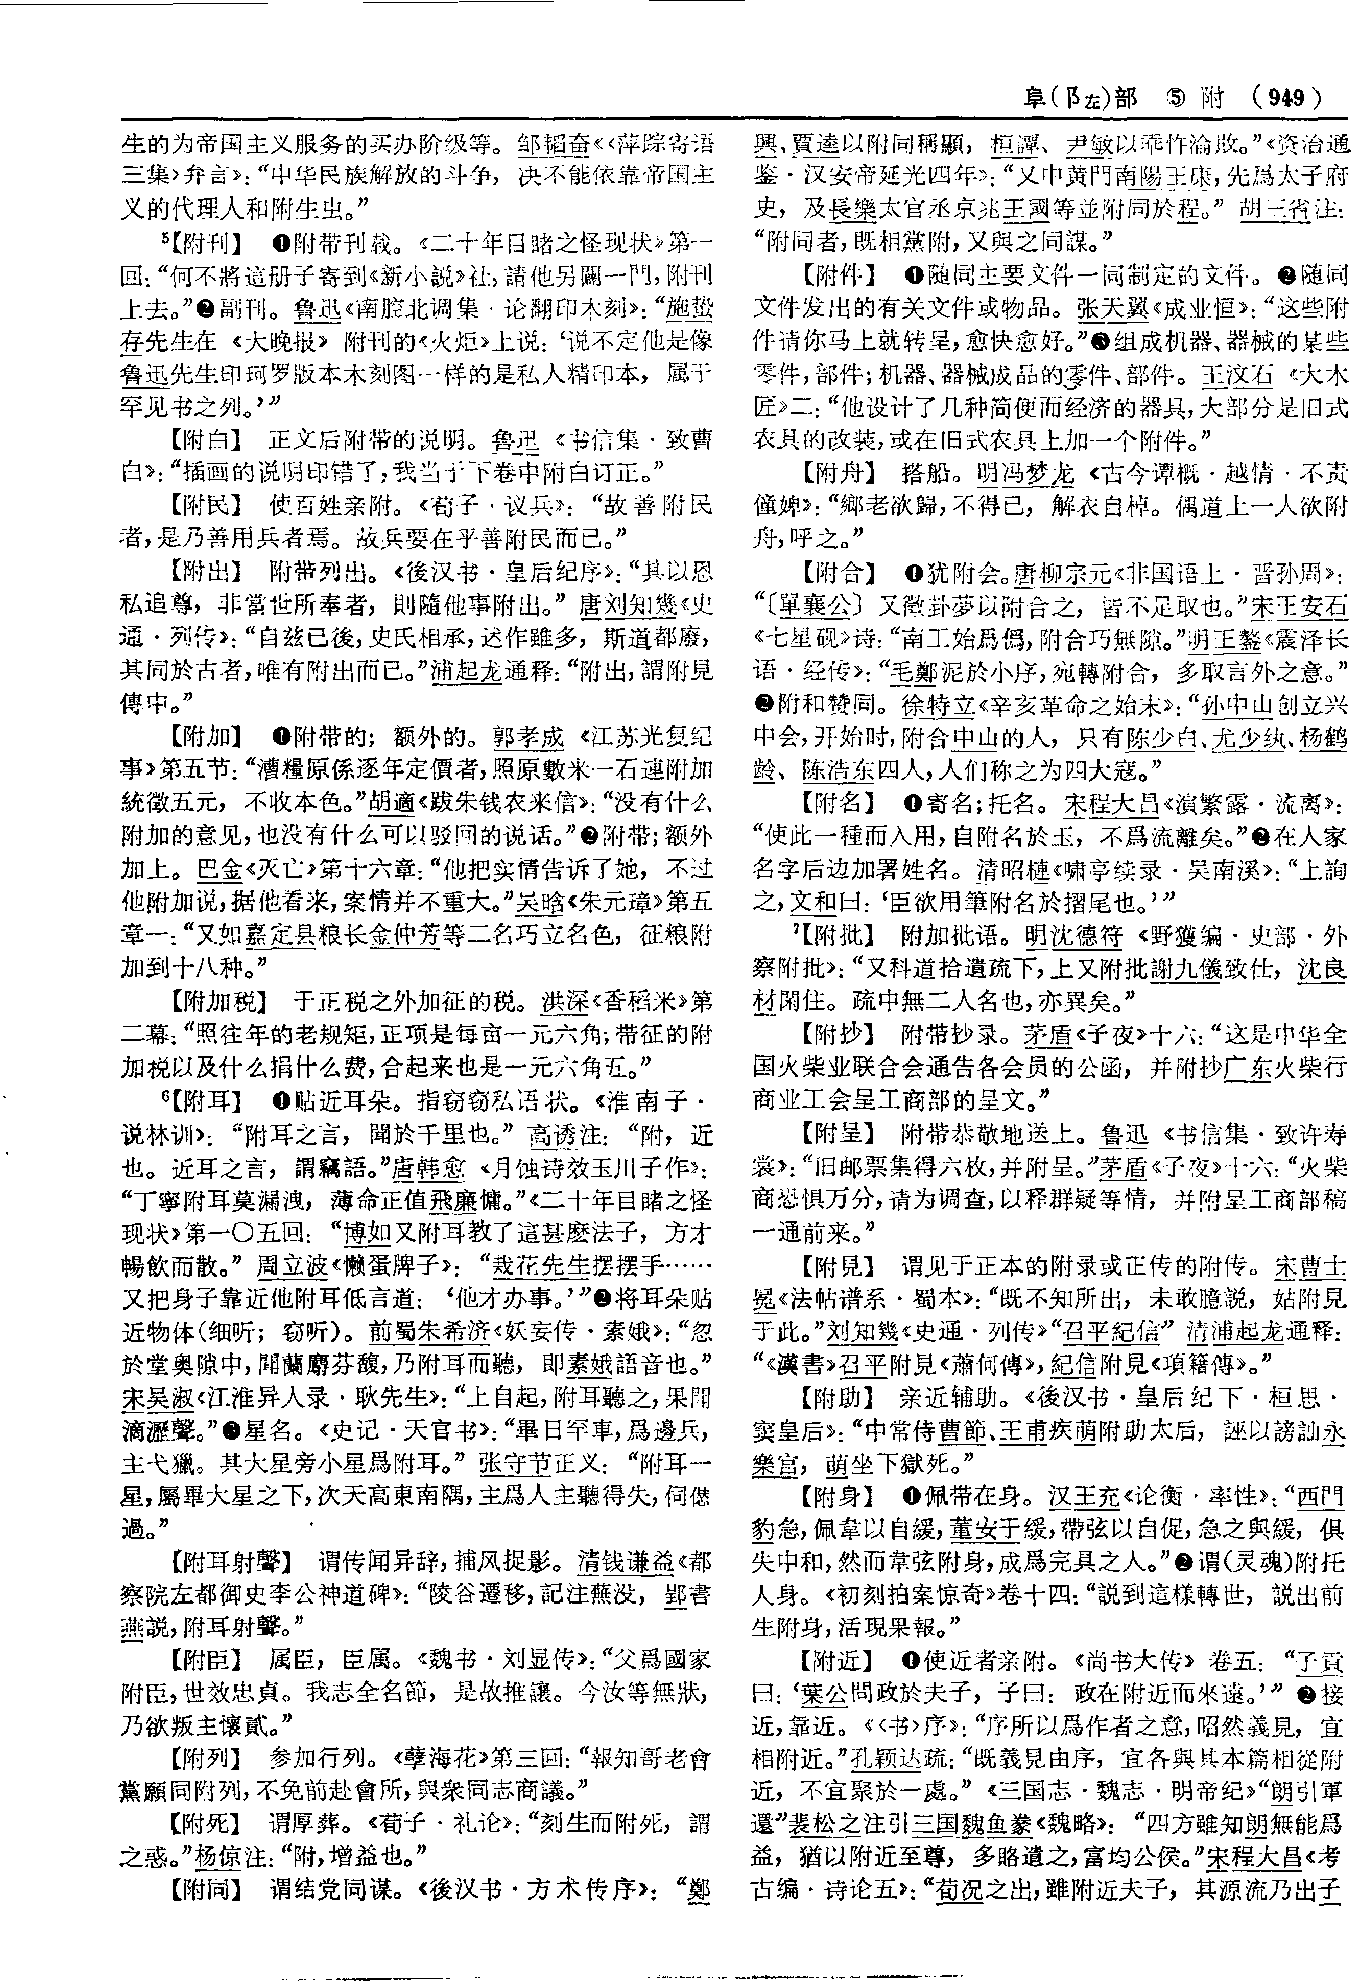 阜(阝左)部 ⑤ 附 (949)
生的为帝国主义服务的买办阶级等。邹韬奋《〈萍踪寄语
三集〉弁言》：“中华民族解放的斗争，决不能依靠帝国主
义的代理人和附生虫。”
⁵【附刊】 ❶附带刊载。《二十年目睹之怪现状》第一
回：“何不將這册子寄到《新小說》社，請他另闢一門，附刊
上去。”❷副刊。鲁迅《南腔北调集·论翻印木刻》：“施蛰
存先生在《大晚报》附刊的《火炬》上说：‘说不定他是像
鲁迅先生印珂罗版本木刻图一样的是私人精印本，属于
罕见书之列。’”
【附白】 正文后附带的说明。鲁迅《书信集·致曹
白》：“插画的说明印错了，我当于下卷中附白订正。”
【附民】 使百姓亲附。《荀子·议兵》：“故善附民
者，是乃善用兵者焉。故兵要在乎善附民而已。”
【附出】 附带列出。《後汉书·皇后纪序》：“其以恩
私追尊，非當世所奉者，則隨他事附出。”唐刘知幾《史
通·列传》：“自兹已後，史氏相承，述作雖多，斯道都廢，
其同於古者，唯有附出而已。”浦起龙通释：“附出，謂附見
傳中。”
【附加】 ❶附带的；额外的。郭孝成《江苏光复纪
事》第五节：“漕糧原係逐年定價者，照原數米一石連附加
統徵五元，不收本色。”胡適《跋朱钱农来信》：“没有什么
附加的意见，也没有什么可以驳回的说话。”❷附带；额外
加上。巴金《灭亡》第十六章：“他把实情告诉了她，不过
他附加说，据他看来，案情并不重大。”吴晗《朱元璋》第五
章一：“又如嘉定县粮长金仲芳等二名巧立名色，征粮附
加到十八种。”
【附加税】 于正税之外加征的税。洪深《香稻米》第
二幕：“照往年的老规矩，正项是每亩一元六角；带征的附
加税以及什么捐什么费，合起来也是一元六角五。”
⁶【附耳】 ❶贴近耳朵。指窃窃私语状。《淮南子·
说林训》：“附耳之言，聞於千里也。”高诱注：“附，近
也。近耳之言，謂竊語。”唐韩愈《月蚀诗效玉川子作》：
“丁寧附耳莫漏洩，薄命正值飛廉慵。”《二十年目睹之怪
现状》第一〇五回：“博如又附耳教了這甚麽法子，方才
暢飲而散。”周立波《懒蛋牌子》：“栽花先生摆摆手……
又把身子靠近他附耳低言道：‘他才办事。’”❷将耳朵贴
近物体(细听；窃听)。前蜀朱希济《妖妄传·素娥》：“忽
於堂奥隙中，聞蘭麝芬馥，乃附耳而聽，即素娥語音也。”
宋吴淑《江淮异人录·耿先生》：“上自起，附耳聽之，果聞
滴瀝聲。”❸星名。《史记·天官书》：“畢曰罕車，爲邊兵，
主弋獵。其大星旁小星爲附耳。”张守节正义：“附耳一
星，屬畢大星之下，次天高東南隅，主爲人主聽得失，伺愆
過。”
【附耳射聲】 谓传闻异辞，捕风捉影。清钱谦益《都
察院左都御史李公神道碑》：“陵谷遷移，記注蕪没，郢書
燕説，附耳射聲。”
【附臣】 属臣，臣属。《魏书·刘显传》：“父爲國家
附臣，世效忠貞。我志全名節，是故推讓。今汝等無狀，
乃欲叛主懷貳。”
【附列】 参加行列。《孽海花》第三回：“報知哥老會
黨願同附列，不免前赴會所，與衆同志商議。”
【附死】 谓厚葬。《荀子·礼论》：“刻生而附死，謂
之惑。”杨倞注：“附，增益也。”
【附同】 谓结党同谋。《後汉书·方术传序》：“鄭
興、賈逵以附同稱顯，桓譚、尹敏以乖忤淪敗。”《资治通
鉴·汉安帝延光四年》：“又中黄門南陽王康，先爲太子府
史，及長樂太官丞京兆王國等並附同於程。”胡三省注：
“附同者，既相黨附，又與之同謀。”
【附件】 ❶随同主要文件一同制定的文件。❷随同
文件发出的有关文件或物品。张天翼《成业恒》：“这些附
件请你马上就转呈，愈快愈好。”❸组成机器、器械的某些
零件，部件；机器、器械成品的零件、部件。王汶石《大木
匠》二：“他设计了几种简便而经济的器具，大部分是旧式
农具的改装，或在旧式农具上加一个附件。”
【附舟】 搭船。明冯梦龙《古今谭概·越情·不责
僮婢》：“鄉老欲歸，不得已，解衣自棹。偶道上一人欲附
舟，呼之。”
【附合】 ❶犹附会。唐柳宗元《非国语上·晋孙周》：
“〔單襄公〕又徵卦夢以附合之，皆不足取也。”宋王安石
《七星砚》诗：“南工始爲僞，附合巧無隙。”明王鏊《震泽长
语·经传》：“毛鄭泥於小序，宛轉附合，多取言外之意。”
❷附和赞同。徐特立《辛亥革命之始末》：“孙中山创立兴
中会，开始时，附合中山的人，只有陈少白、尤少纨、杨鹤
龄、陈浩东四人，人们称之为四大寇。”
【附名】 ❶寄名；托名。宋程大昌《演繁露·流离》：
“使此一種而入用，自附名於玉，不爲流離矣。”❷在人家
名字后边加署姓名。清昭槤《啸亭续录·吴南溪》：“上詢
之，文和曰：‘臣欲用筆附名於摺尾也。’”
⁷【附批】 附加批语。明沈德符《野獲编·史部·外
察附批》：“又科道拾遺疏下，上又附批謝九儀致仕，沈良
材閑住。疏中無二人名也，亦異矣。”
【附抄】 附带抄录。茅盾《子夜》十六：“这是中华全
国火柴业联合会通告各会员的公函，并附抄广东火柴行
商业工会呈工商部的呈文。”
【附呈】 附带恭敬地送上。鲁迅《书信集·致许寿
裳》：“旧邮票集得六枚，并附呈。”茅盾《子夜》十六：“火柴
商恐惧万分，请为调查，以释群疑等情，并附呈工商部稿
一通前来。”
【附見】 谓见于正本的附录或正传的附传。宋曹士
冕《法帖谱系·蜀本》：“既不知所出，未敢臆説，姑附見
于此。”刘知幾《史通·列传》“召平紀信”清浦起龙通释：
“《漢書》召平附見《蕭何傳》，紀信附見《項籍傳》。”
【附助】 亲近辅助。《後汉书·皇后纪下·桓思·
窦皇后》：“中常侍曹節、王甫疾萌附助太后，誣以謗訕永
樂宫，萌坐下獄死。”
【附身】 ❶佩带在身。汉王充《论衡·率性》：“西門
豹急，佩韋以自緩，董安于緩，帶弦以自促，急之與緩，俱
失中和，然而韋弦附身，成爲完具之人。”❷谓(灵魂)附托
人身。《初刻拍案惊奇》卷十四：“説到這樣轉世，説出前
生附身，活現果報。”
【附近】 ❶使近者亲附。《尚书大传》卷五：“子貢
曰：‘葉公問政於夫子，子曰：政在附近而來遠。’”❷接
近，靠近。《〈书〉序》：“序所以爲作者之意，昭然義見，宜
相附近。”孔颖达疏：“既義見由序，宜各與其本篇相從附
近，不宜聚於一處。”《三国志·魏志·明帝纪》“朗引軍
還”裴松之注引三国魏鱼豢《魏略》：“四方雖知朗無能爲
益，猶以附近至尊，多賂遺之，富均公侯。”宋程大昌《考
古编·诗论五》：“荀况之出，雖附近夫子，其源流乃出子